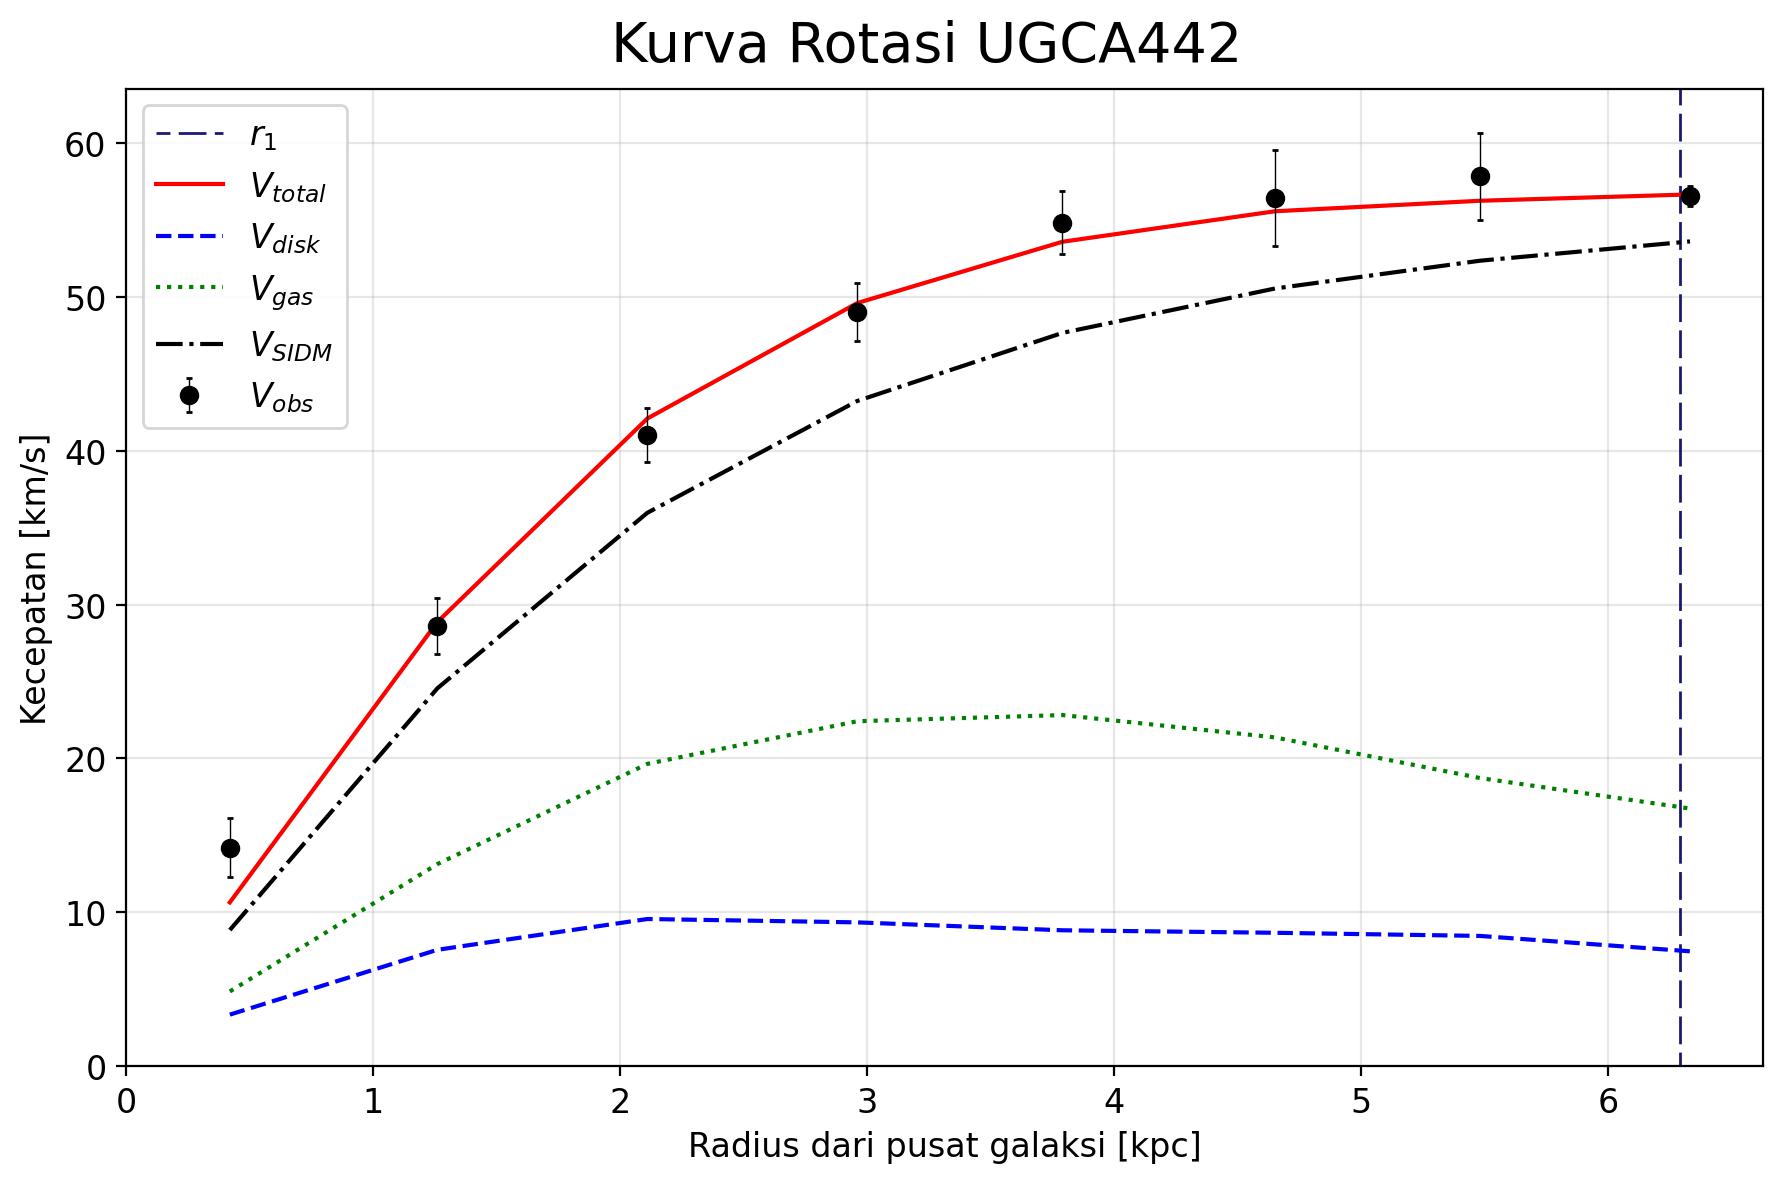 Kurva Rotasi UGCA442
r1
Vtotal
Vdisk
Vgas
VSIDM
Vobs
Kecepatan [km/s]
60
50
40
30
20
10
0
0 1 2 3 4 5 6
Radius dari pusat galaksi [kpc]